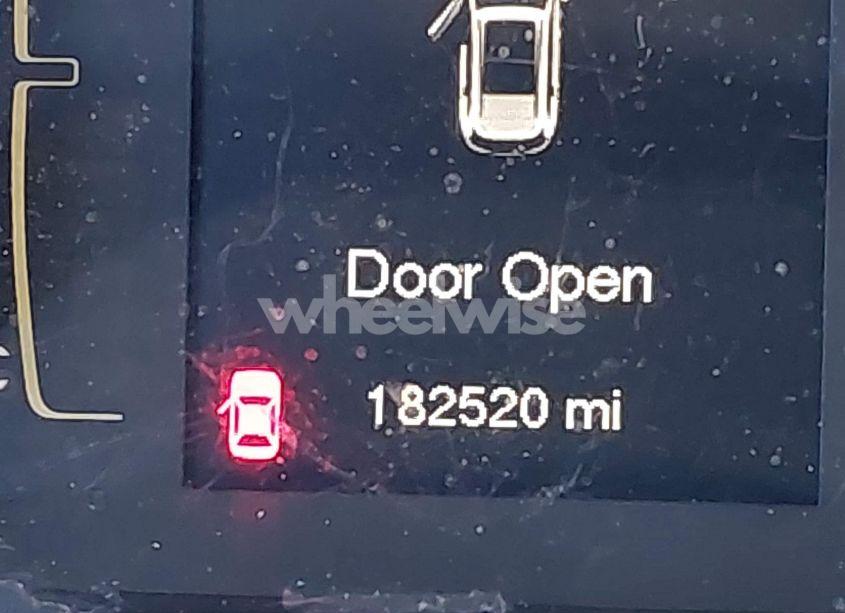 Door Open
wheelwise
182520 mi